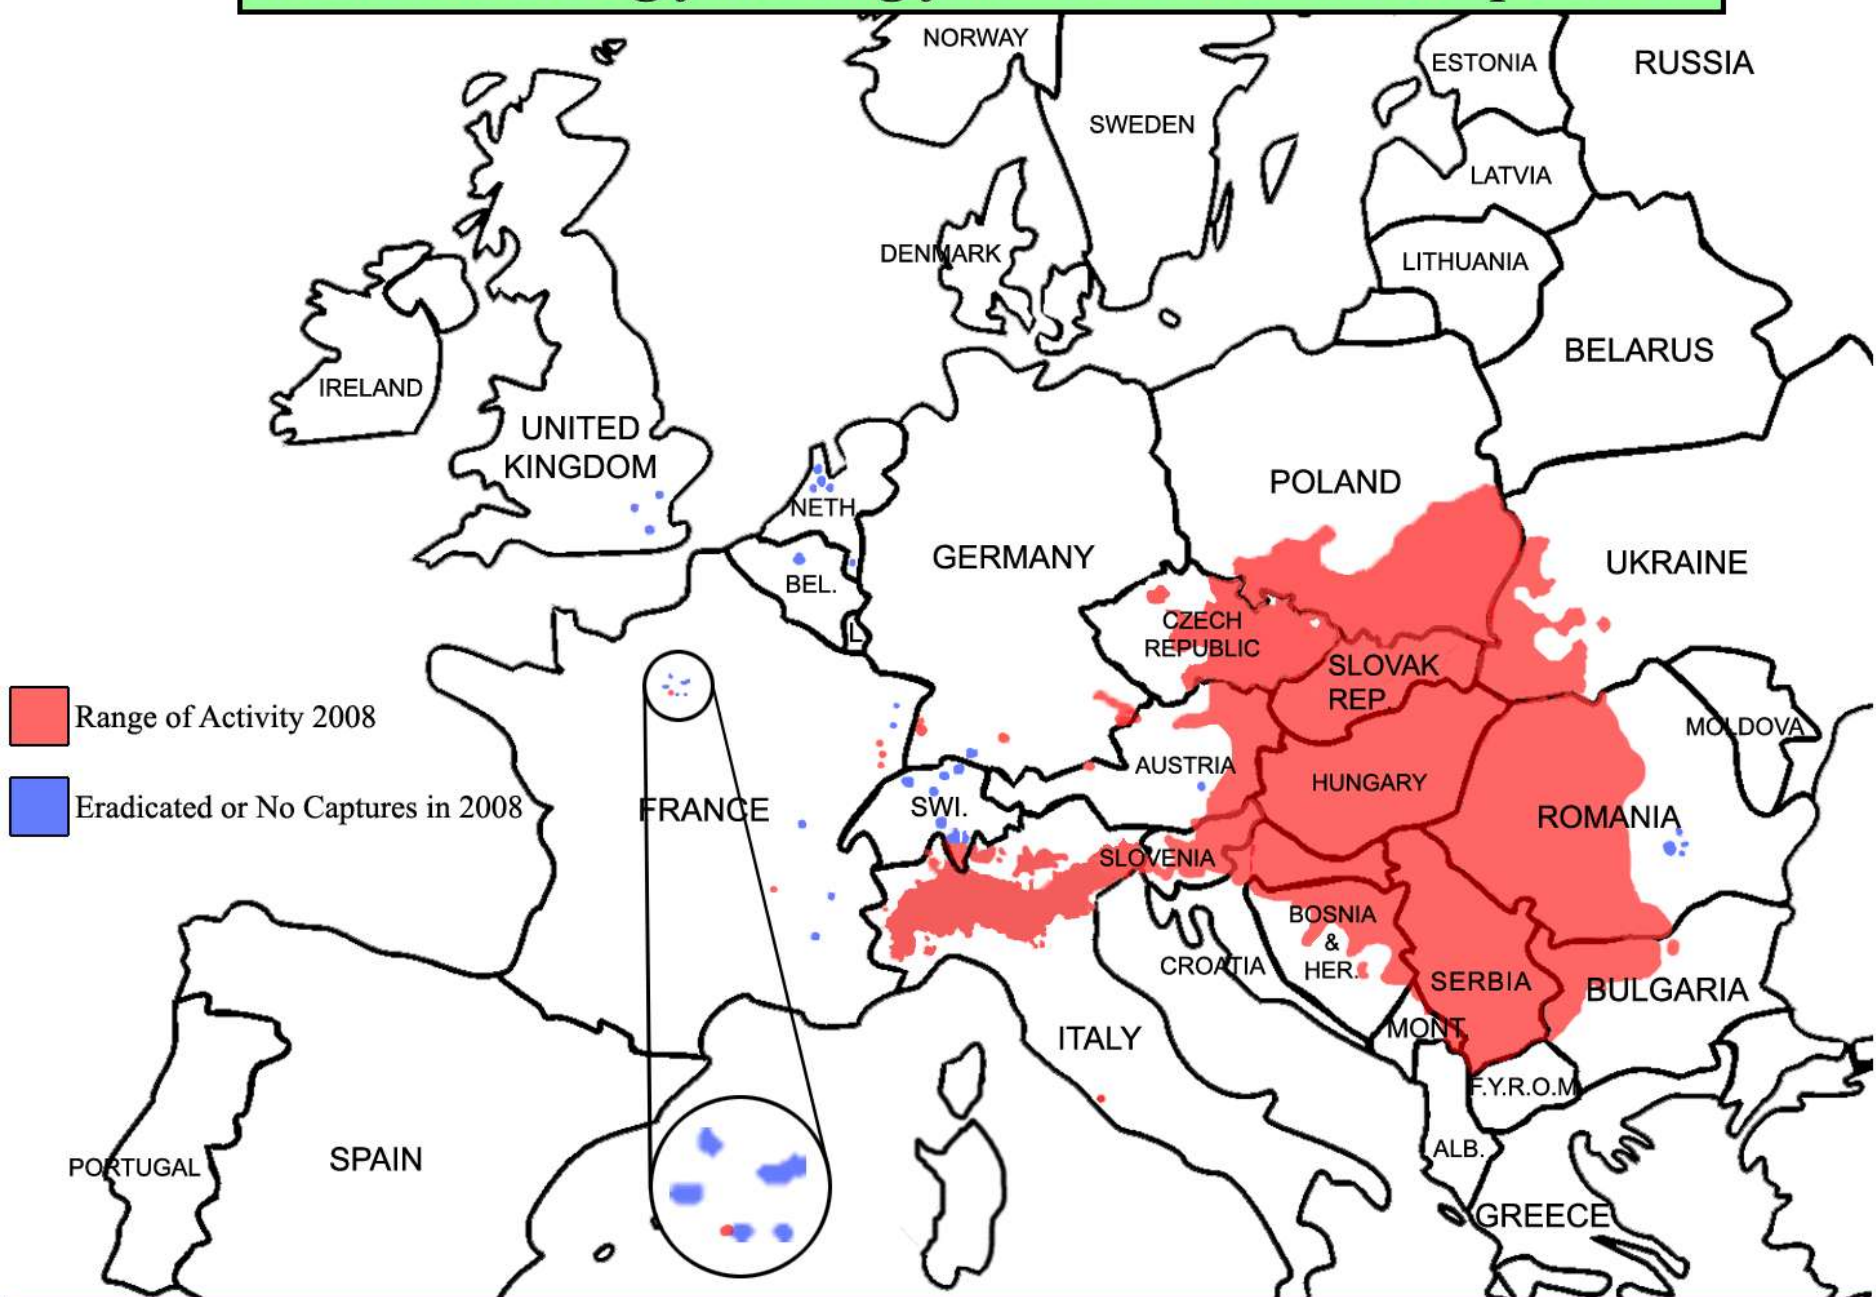 NORWAY
ESTONIA
RUSSIA
SWEDEN
LATVIA
DENMARK
LITHUANIA
BELARUS
IRELAND
UNITED
KINGDOM
POLAND
NETH.
GERMANY
UKRAINE
BEL.
L.
CZECH
REPUBLIC
SLOVAK
REP.
Range of Activity 2008
MOLDOVA
AUSTRIA
HUNGARY
Eradicated or No Captures in 2008
FRANCE
SWI.
ROMANIA
SLOVENIA
BOSNIA
&
HER.
CROATIA
SERBIA
BULGARIA
MONT.
ITALY
F.Y.R.O.M.
ALB.
PORTUGAL
SPAIN
GREECE